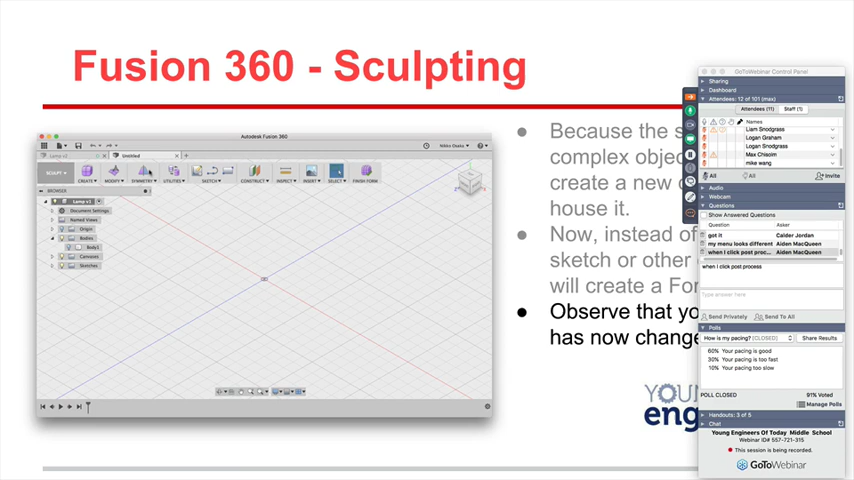 Fusion 360 - Sculpting
Autodesk Fusion 360
Untitled
Nikko Osaka
SCULPT
CREATE
MODIFY
SYMMETRY
UTILITIES
SKETCH
CONSTRUCT
INSPECT
INSERT
SELECT
FINISH FORM
BROWSER
Lamp v1
Document Settings
Named Views
Origin
Bodies
Body1
Canvases
Sketches
Because the s
complex objec
create a new c
house it.
Now, instead of
sketch or other
will create a For
Observe that yo
has now change
YOUN
eng
GoToWebinar Control Panel
Sharing
Dashboard
Attendees: 12 of 101 (max)
Attendees (11)
Staff (1)
Names
Liam Snodgrass
Logan Graham
Logan Snodgrass
Max Chisolm
mike wang
All
All
Invite
Audio
Webcam
Questions
Show Answered Questions
Question Asker
got it Calder Jordan
my menu looks different Aiden MacQueen
when I click post proc... Aiden MacQueen
when I click post process
Type answer here
Send Privately
Send To All
Polls
How is my pacing? [CLOSED]
Share Results
60% Your pacing is good
30% Your pacing is too fast
10% Your pacing too slow
POLL CLOSED 91% Voted
Manage Polls
Handouts: 3 of 5
Chat
Young Engineers Of Today Middle School
Webinar ID# 557-721-315
This session is being recorded.
GoToWebinar